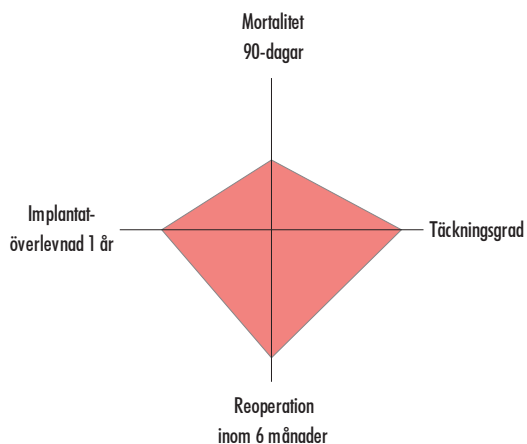 Mortalitet
90-dagar
Implantat-
överlevnad 1 år
Täckningsgrad
Reoperation
inom 6 månader